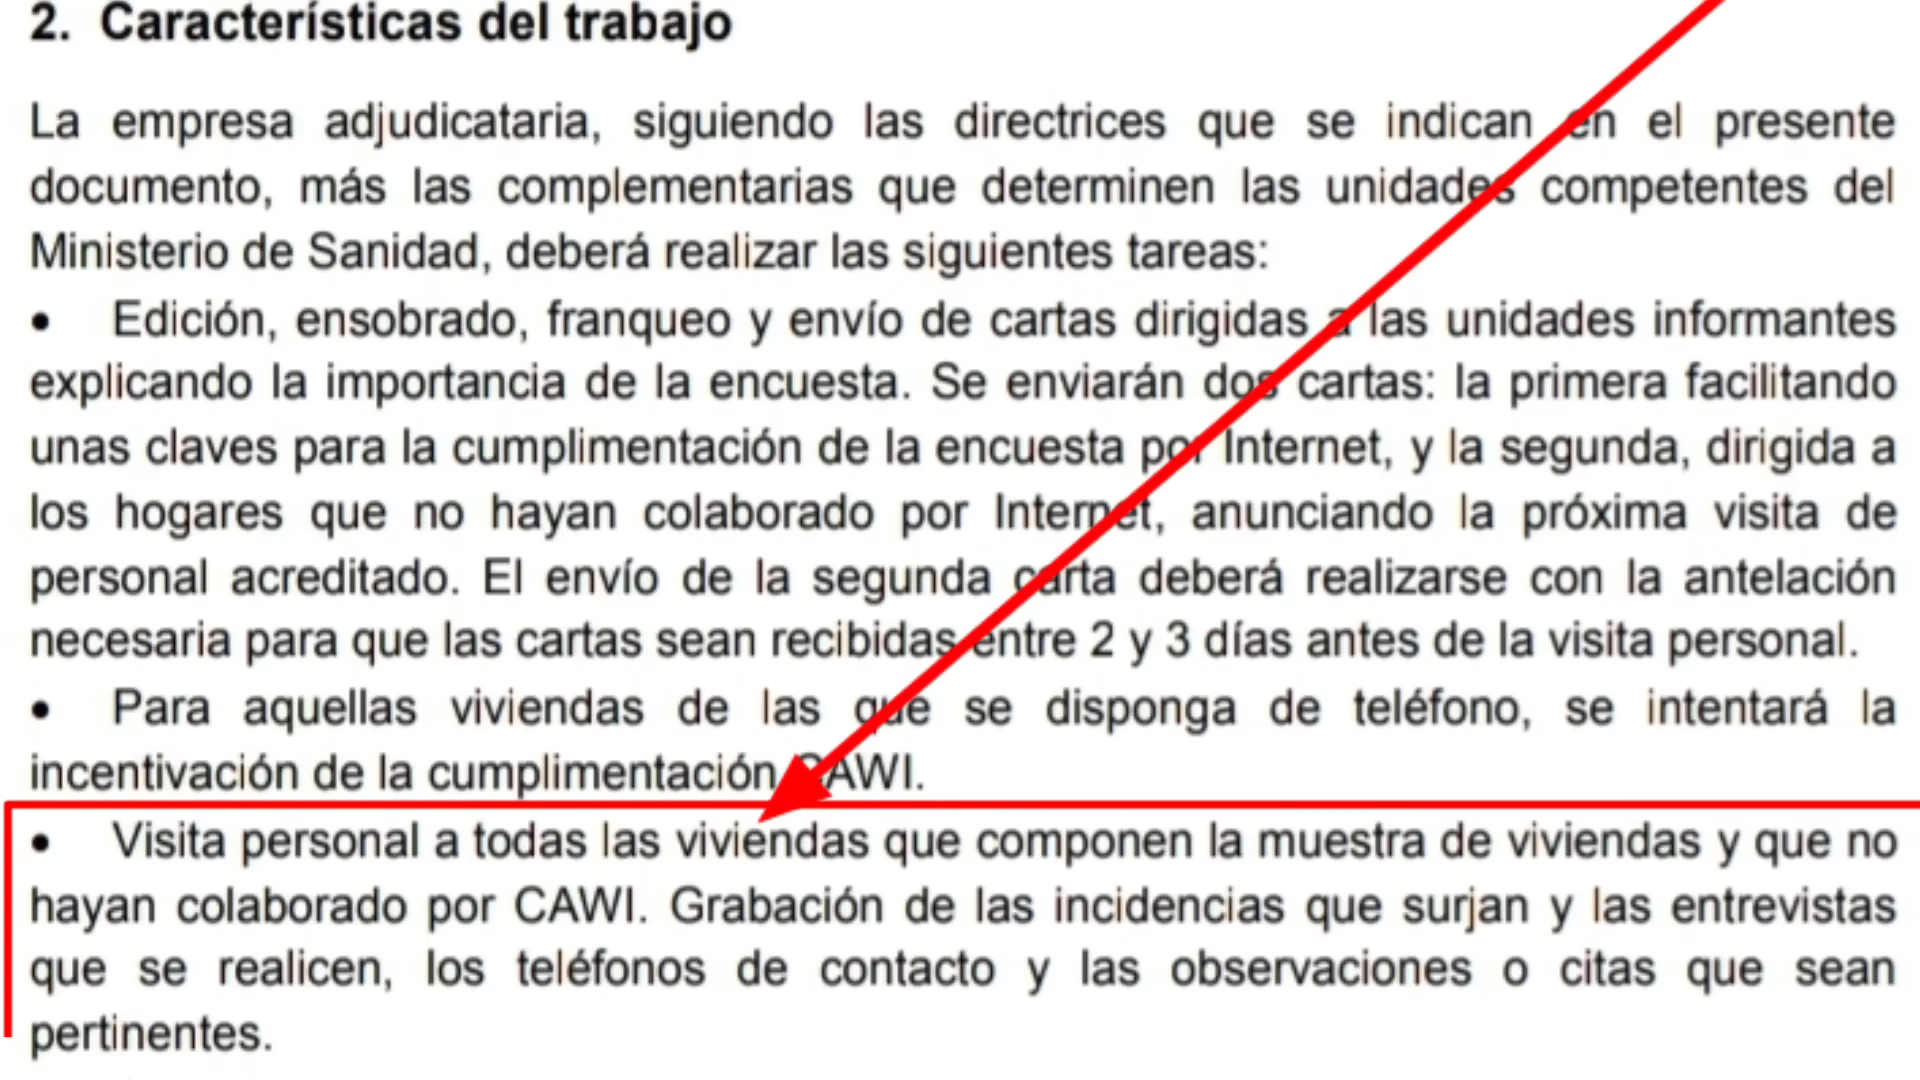 2. Características del trabajo
La empresa adjudicataria, siguiendo las directrices que se indican en el presente
documento, más las complementarias que determinen las unidades competentes del
Ministerio de Sanidad, deberá realizar las siguientes tareas:
• Edición, ensobrado, franqueo y envío de cartas dirigidas a las unidades informantes
explicando la importancia de la encuesta. Se enviarán dos cartas: la primera facilitando
unas claves para la cumplimentación de la encuesta por Internet, y la segunda, dirigida a
los hogares que no hayan colaborado por Internet, anunciando la próxima visita de
personal acreditado. El envío de la segunda carta deberá realizarse con la antelación
necesaria para que las cartas sean recibidas entre 2 y 3 días antes de la visita personal.
• Para aquellas viviendas de las que se disponga de teléfono, se intentará la
incentivación de la cumplimentación CAWI.
• Visita personal a todas las viviendas que componen la muestra de viviendas y que no
hayan colaborado por CAWI. Grabación de las incidencias que surjan y las entrevistas
que se realicen, los teléfonos de contacto y las observaciones o citas que sean
pertinentes.